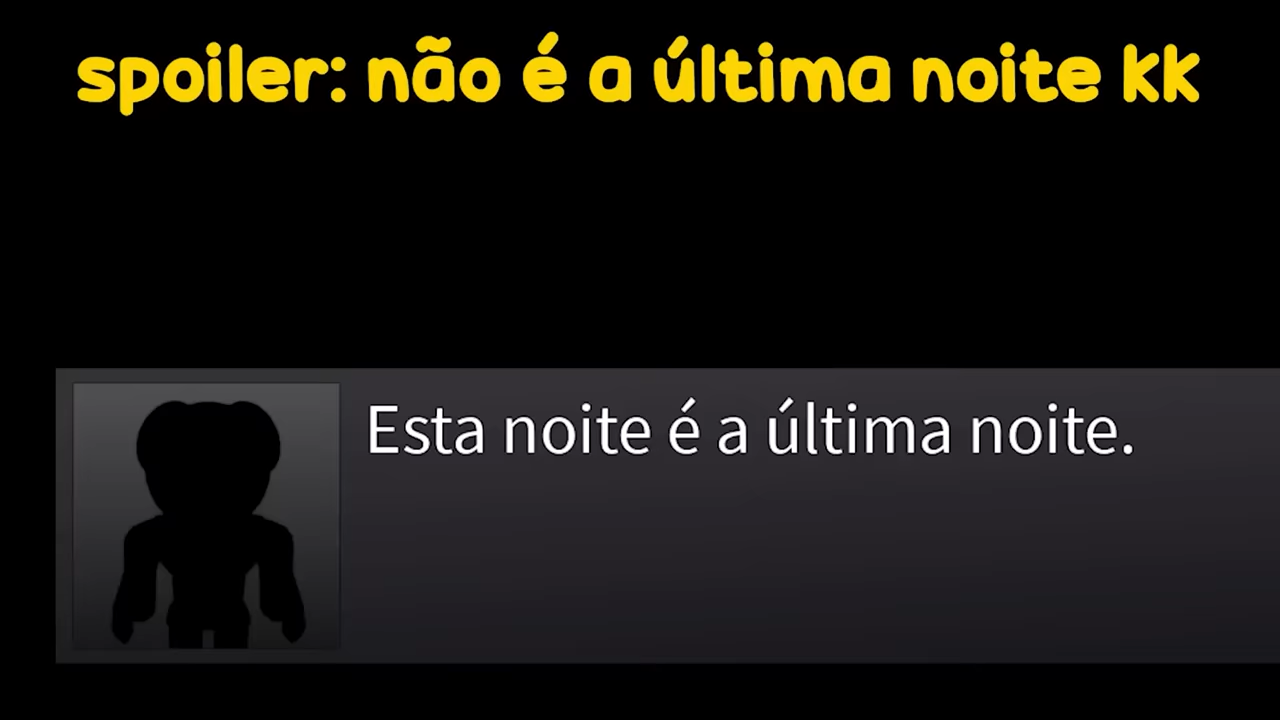 spoiler: não é a última noite kk
Esta noite é a última noite.